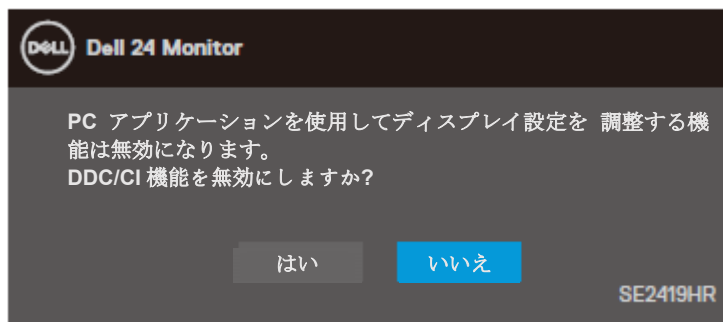 DELL Dell 24 Monitor
PC アプリケーションを使用してディスプレイ設定を 調整する機
能は無効になります。
DDC/CI 機能を無効にしますか?
はい いいえ
SE2419HR